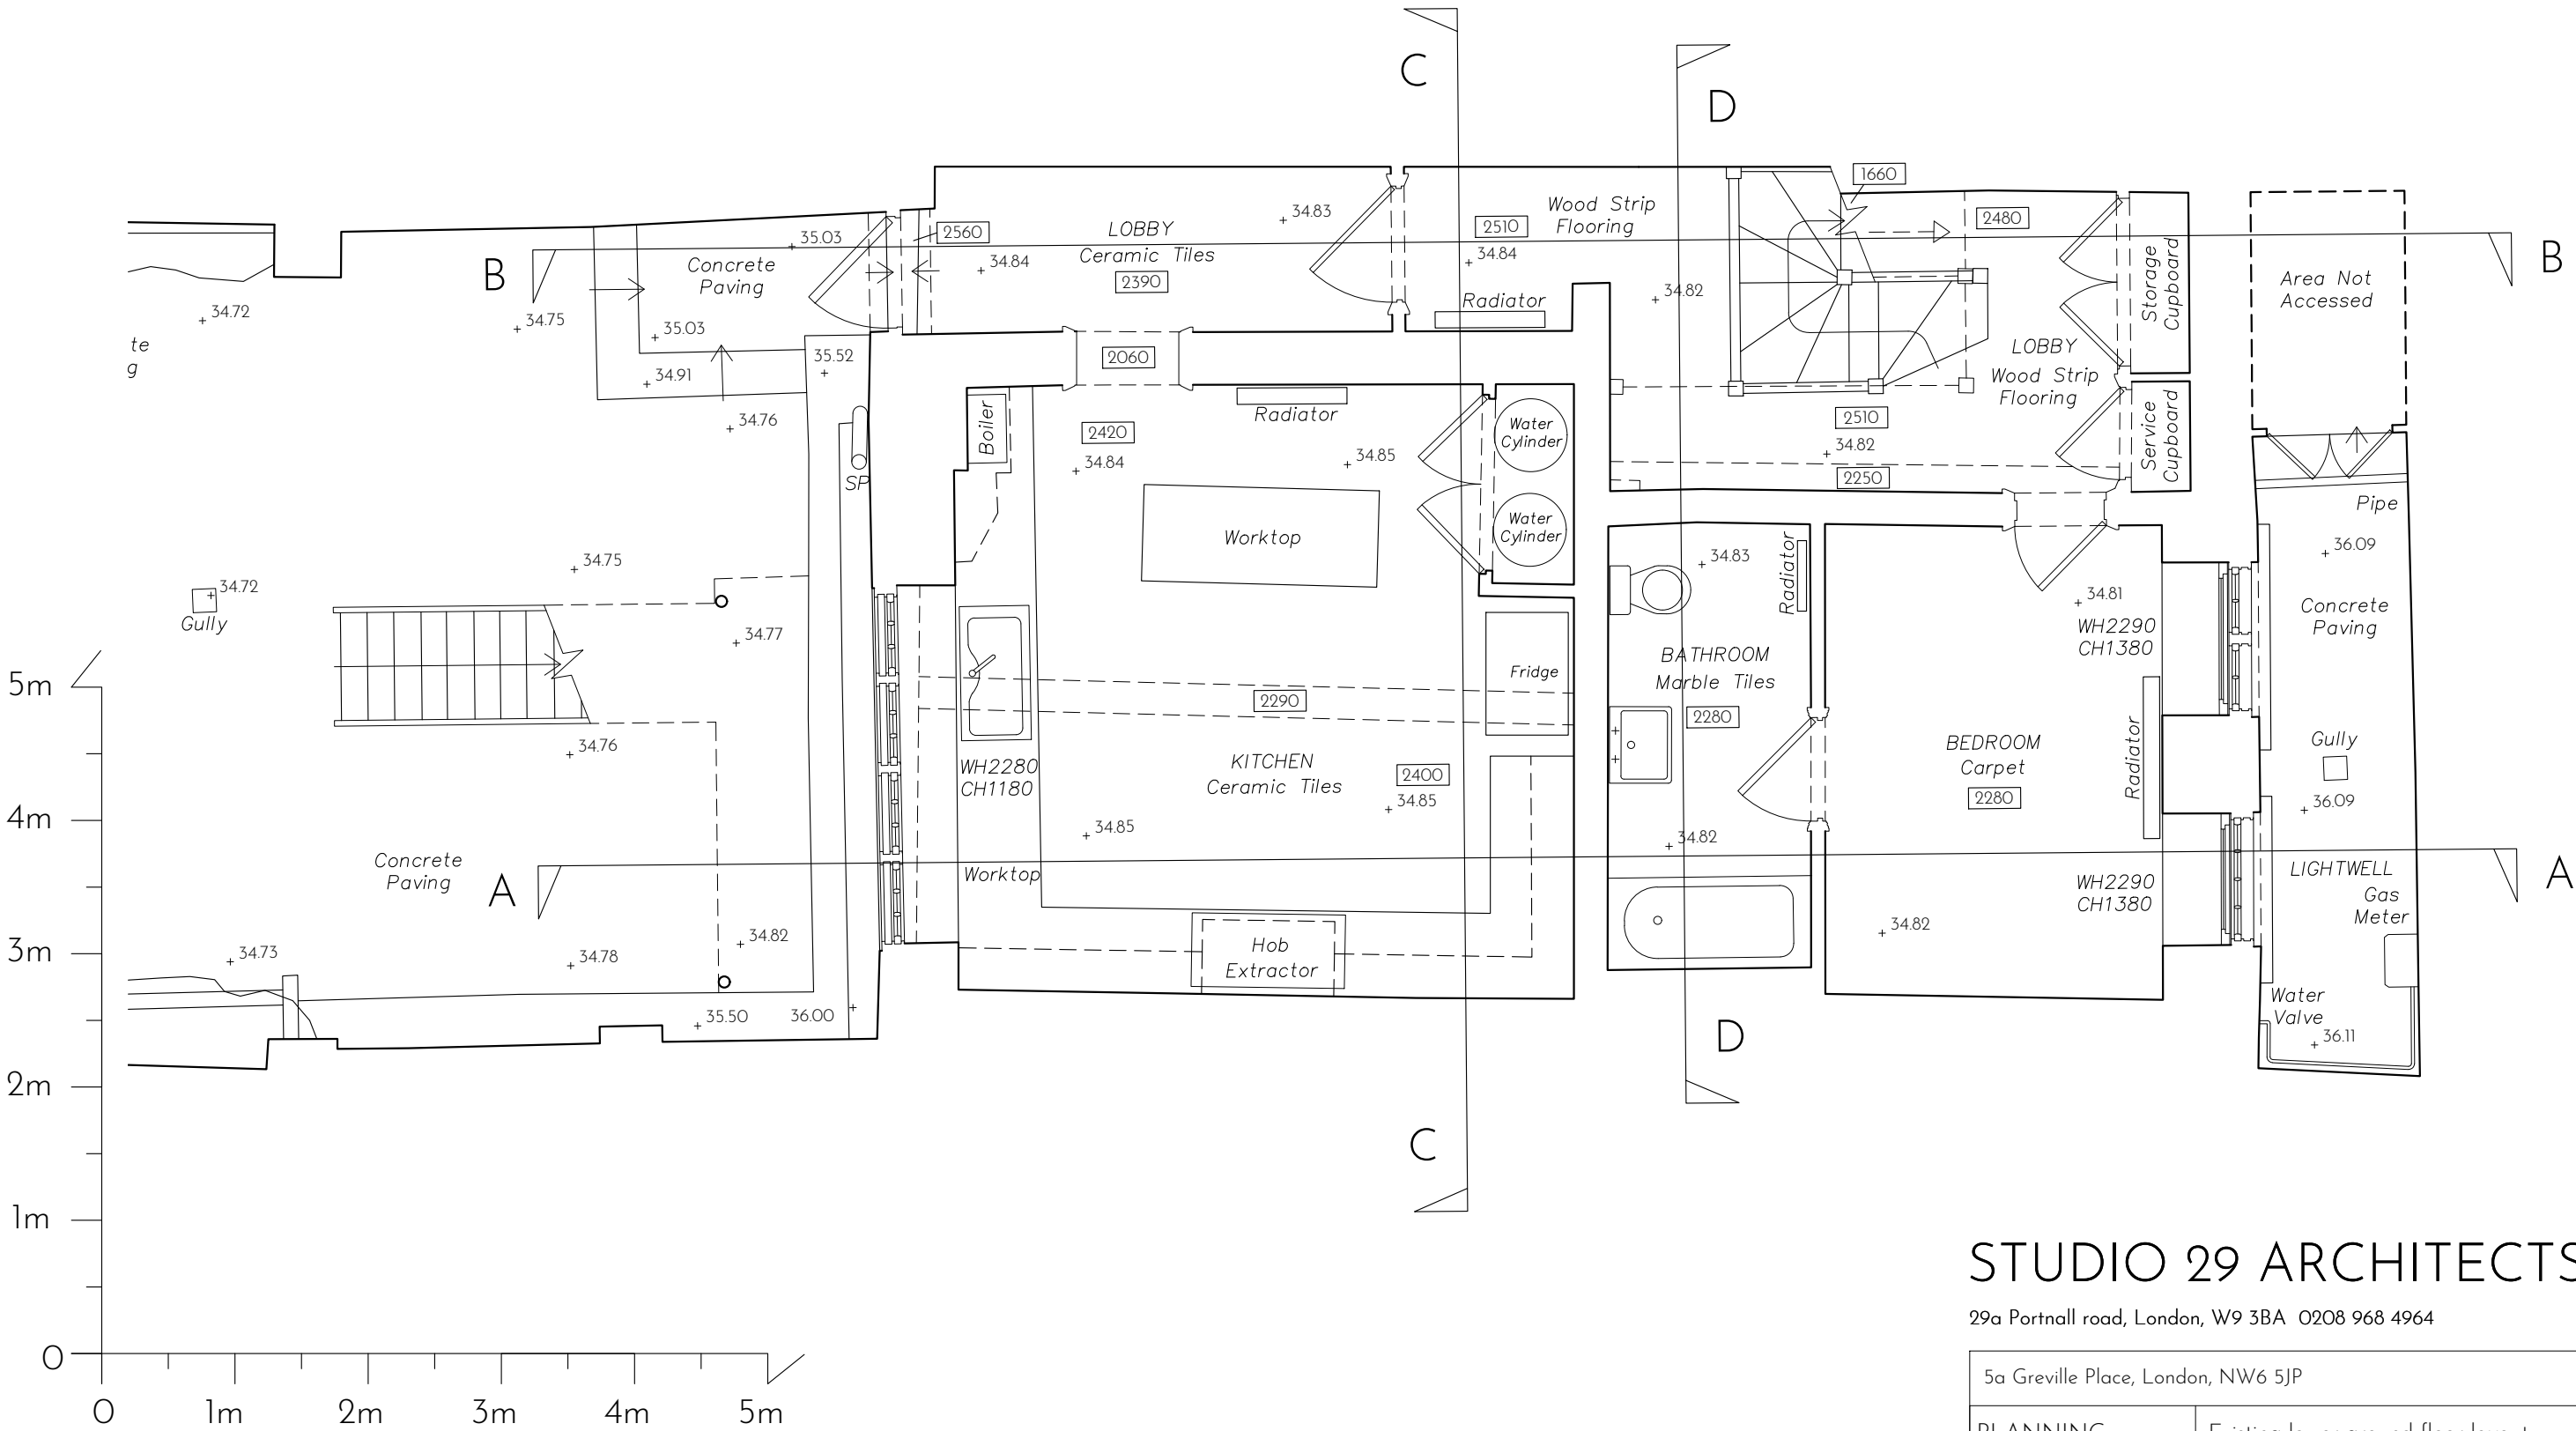 C
D
1660
Wood Strip
Flooring
2480
34.83
LOBBY
Ceramic Tiles
2390
2560
2510
34.84
34.84
35.03
Concrete
Paving
B
B
Storage
Cupboard
Area Not
Accessed
34.72
34.75
35.03
34.82
Radiator
te
g
35.52
2060
LOBBY
Wood Strip
Flooring
34.91
34.76
Boiler
Radiator
2420
34.84
34.85
Water
Cylinder
2510
34.82
2250
Service
Cupboard
SP
Pipe
Worktop
Water
Cylinder
34.75
34.83
Radiator
36.09
34.72
Gully
34.81
WH2290
CH1380
Concrete
Paving
34.77
BATHROOM
Marble Tiles
2280
Fridge
2290
5m
34.76
WH2280
CH1180
KITCHEN
Ceramic Tiles
2400
34.85
BEDROOM
Carpet
2280
Radiator
Gully
36.09
4m
34.85
34.82
Concrete
Paving
A
A
Worktop
WH2290
CH1380
LIGHTWELL
Gas
Meter
34.82
34.82
34.73
34.78
3m
Hob
Extractor
35.50
36.00
Water
Valve
36.11
D
2m
C
1m
STUDIO 29 ARCHITECTS
29a Portnall road, London, W9 3BA 0208 968 4964
0
5a Greville Place, London, NW6 5JP
0 1m 2m 3m 4m 5m
PLANNING
Existing lower ground floor layout